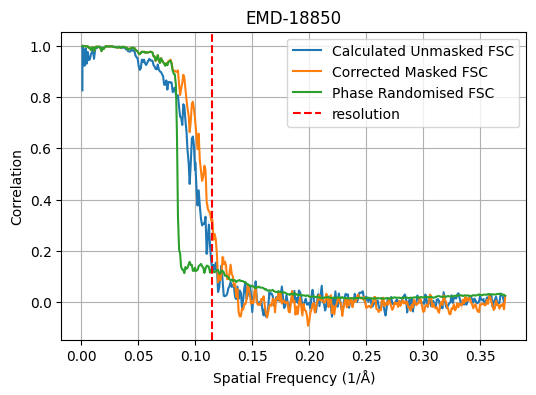 EMD-18850
Calculated Unmasked FSC
Corrected Masked FSC
Phase Randomised FSC
resolution
Correlation
1.0
0.8
0.6
0.4
0.2
0.0
0.00 0.05 0.10 0.15 0.20 0.25 0.30 0.35
Spatial Frequency (1/Å)